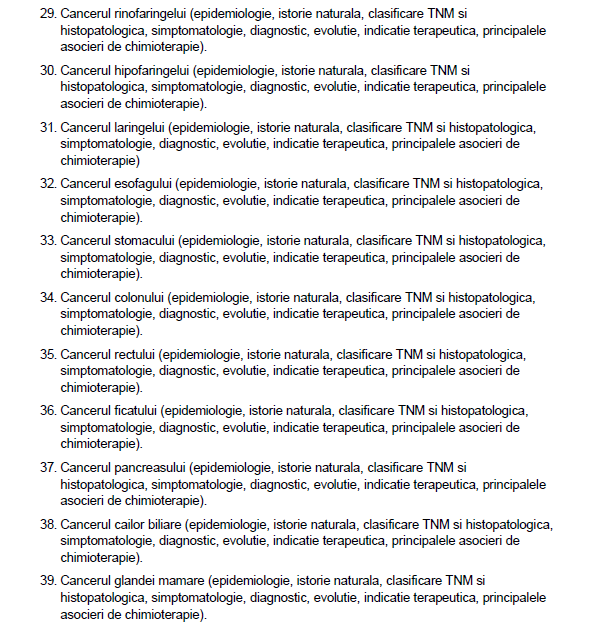 29. Cancerul rinofaringelui (epidemiologie, istorie naturala, clasificare TNM si
histopatologica, simptomatologie, diagnostic, evolutie, indicatie terapeutica, principalele
asocieri de chimioterapie).
30. Cancerul hipofaringelui (epidemiologie, istorie naturala, clasificare TNM si
histopatologica, simptomatologie, diagnostic, evolutie, indicatie terapeutica, principalele
asocieri de chimioterapie).
31. Cancerul laringelui (epidemiologie, istorie naturala, clasificare TNM si histopatologica,
simptomatologie, diagnostic, evolutie, indicatie terapeutica, principalele asocieri de
chimioterapie)
32. Cancerul esofagului (epidemiologie, istorie naturala, clasificare TNM si histopatologica,
simptomatologie, diagnostic, evolutie, indicatie terapeutica, principalele asocieri de
chimioterapie).
33. Cancerul stomacului (epidemiologie, istorie naturala, clasificare TNM si histopatologica,
simptomatologie, diagnostic, evolutie, indicatie terapeutica, principalele asocieri de
chimioterapie).
34. Cancerul colonului (epidemiologie, istorie naturala, clasificare TNM si histopatologica,
simptomatologie, diagnostic, evolutie, indicatie terapeutica, principalele asocieri de
chimioterapie).
35. Cancerul rectului (epidemiologie, istorie naturala, clasificare TNM si histopatologica,
simptomatologie, diagnostic, evolutie, indicatie terapeutica, principalele asocieri de
chimioterapie).
36. Cancerul ficatului (epidemiologie, istorie naturala, clasificare TNM si histopatologica,
simptomatologie, diagnostic, evolutie, indicatie terapeutica, principalele asocieri de
chimioterapie).
37. Cancerul pancreasului (epidemiologie, istorie naturala, clasificare TNM si
histopatologica, simptomatologie, diagnostic, evolutie, indicatie terapeutica, principalele
asocieri de chimioterapie).
38. Cancerul cailor biliare (epidemiologie, istorie naturala, clasificare TNM si histopatologica,
simptomatologie, diagnostic, evolutie, indicatie terapeutica, principalele asocieri de
chimioterapie).
39. Cancerul glandei mamare (epidemiologie, istorie naturala, clasificare TNM si
histopatologica, simptomatologie, diagnostic, evolutie, indicatie terapeutica, principalele
asocieri de chimioterapie).